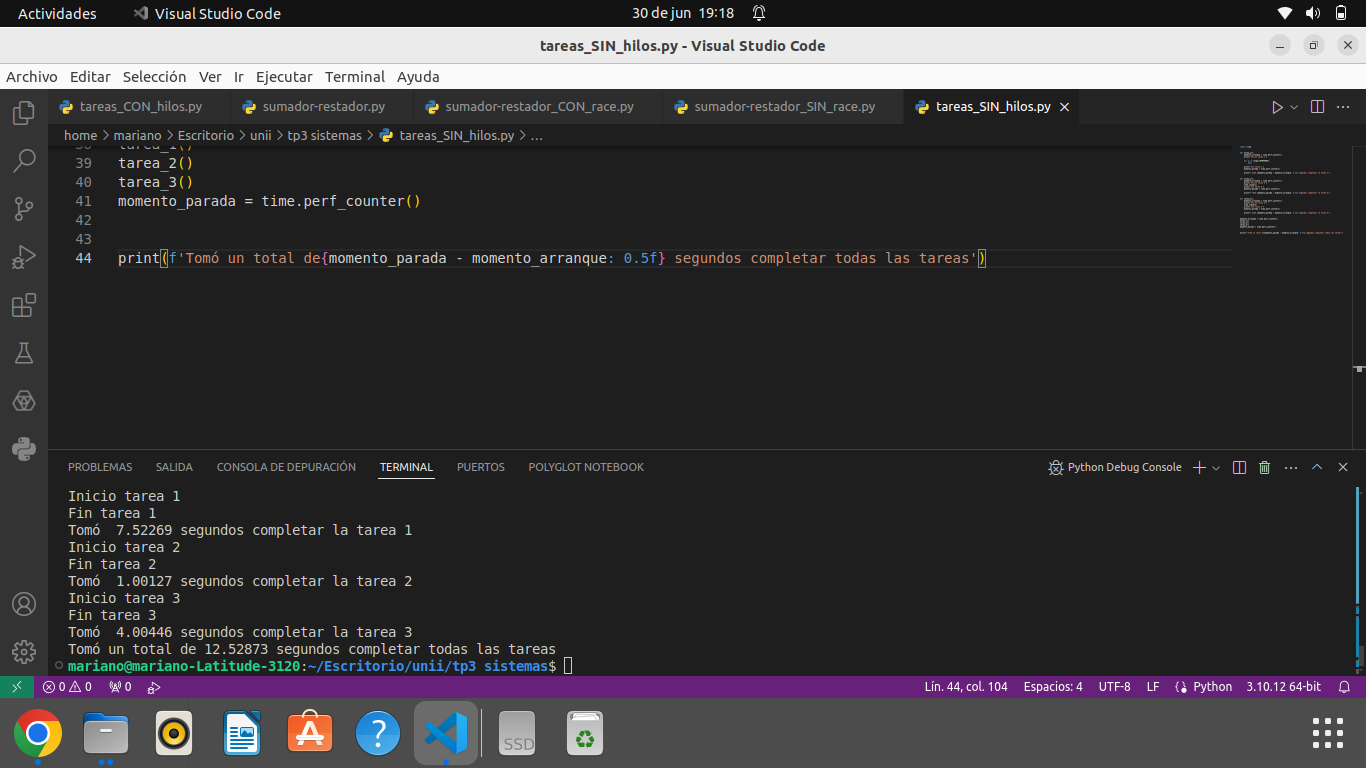 Actividades Visual Studio Code 30 de jun 19:18
tareas_SIN_hilos.py - Visual Studio Code
Archivo Editar Selección Ver Ir Ejecutar Terminal Ayuda
tareas_CON_hilos.py sumador-restador.py sumador-restador_CON_race.py sumador-restador_SIN_race.py tareas_SIN_hilos.py
home > mariano > Escritorio > unii > tp3 sistemas > tareas_SIN_hilos.py > ...
38 tarea_1()
39 tarea_2()
40 tarea_3()
41 momento_parada = time.perf_counter()
42
43
44 print(f'Tomó un total de{momento_parada - momento_arranque: 0.5f} segundos completar todas las tareas')
PROBLEMAS SALIDA CONSOLA DE DEPURACIÓN TERMINAL PUERTOS POLYGLOT NOTEBOOK Python Debug Console
Inicio tarea 1
Fin tarea 1
Tomó  7.52269 segundos completar la tarea 1
Inicio tarea 2
Fin tarea 2
Tomó  1.00127 segundos completar la tarea 2
Inicio tarea 3
Fin tarea 3
Tomó  4.00446 segundos completar la tarea 3
Tomó un total de 12.52873 segundos completar todas las tareas
mariano@mariano-Latitude-3120:~/Escritorio/unii/tp3 sistemas$
0 0 0 Lín. 44, col. 104 Espacios: 4 UTF-8 LF Python 3.10.12 64-bit
SSD